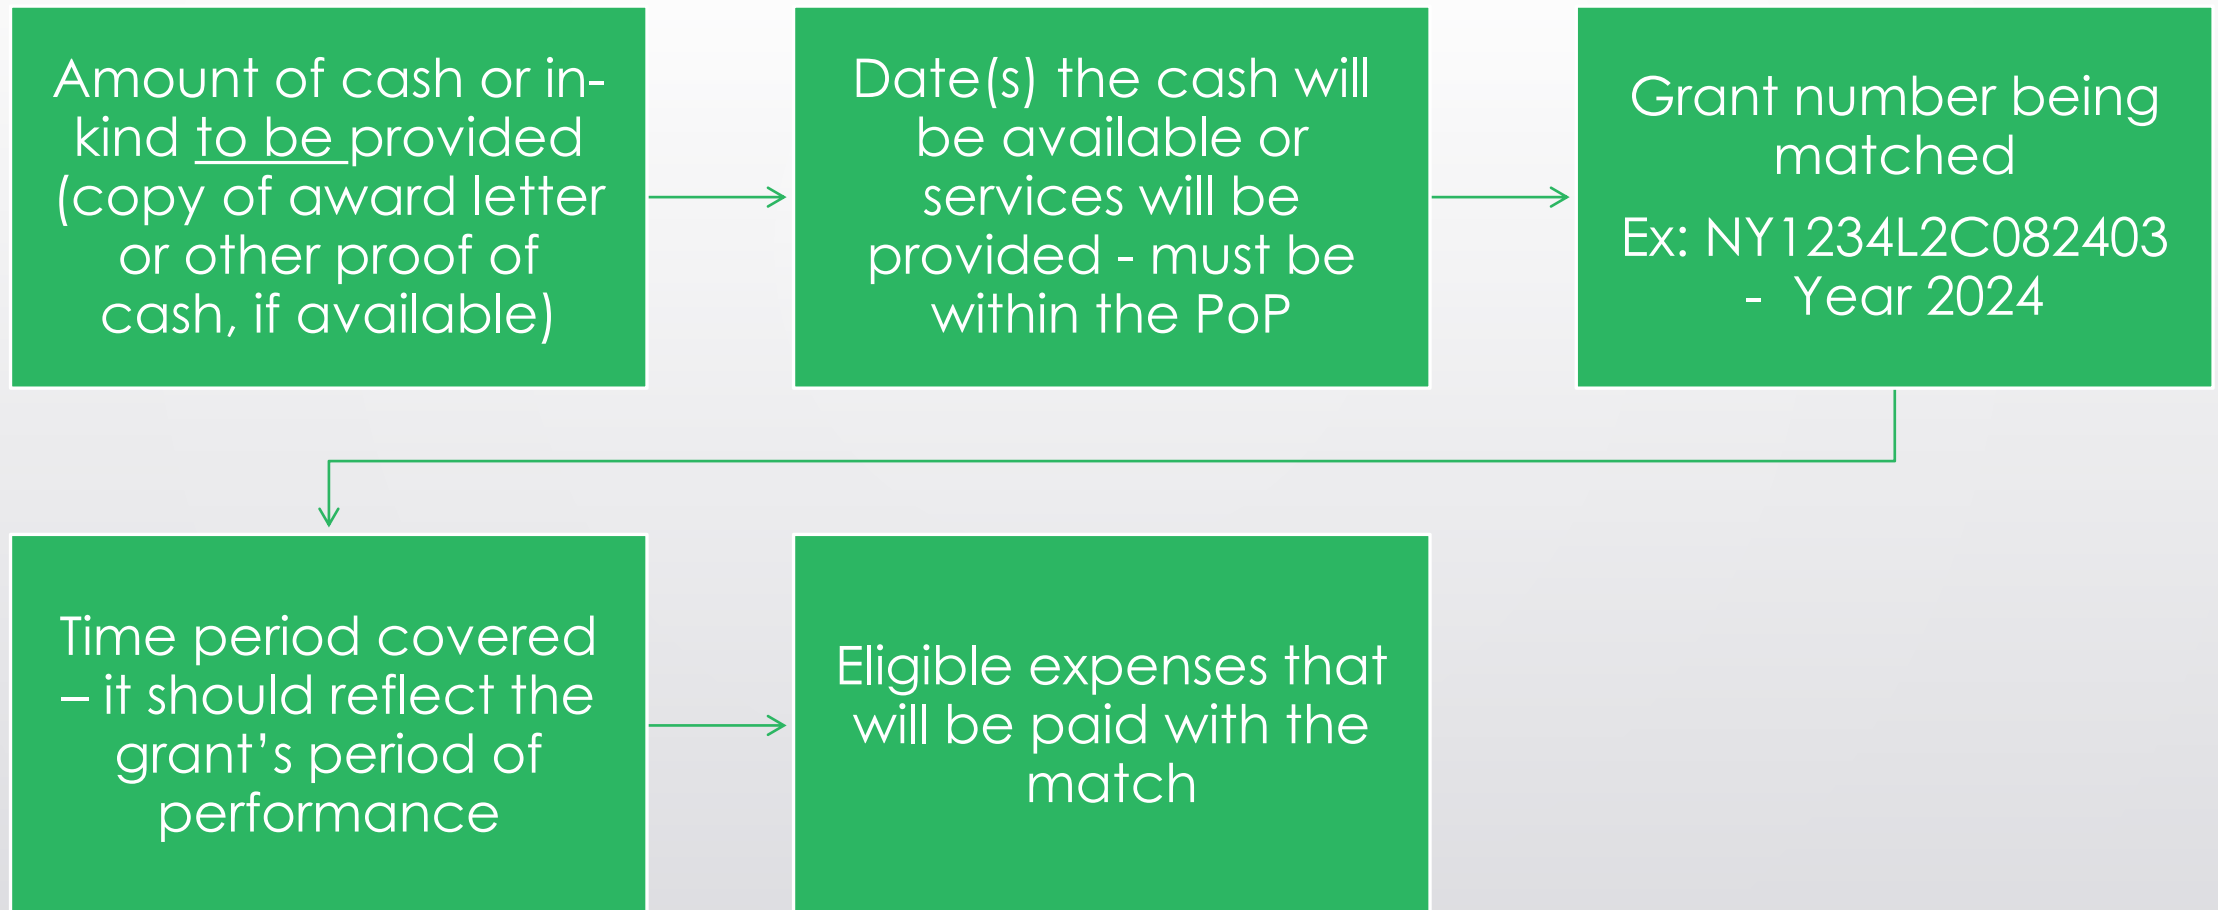 Amount of cash or in-
kind to be provided
(copy of award letter
or other proof of
cash, if available)
Date(s) the cash will
be available or
services will be
provided - must be
within the PoP
Grant number being
matched
Ex: NY1234L2C082403
- Year 2024
Time period covered
– it should reflect the
grant’s period of
performance
Eligible expenses that
will be paid with the
match